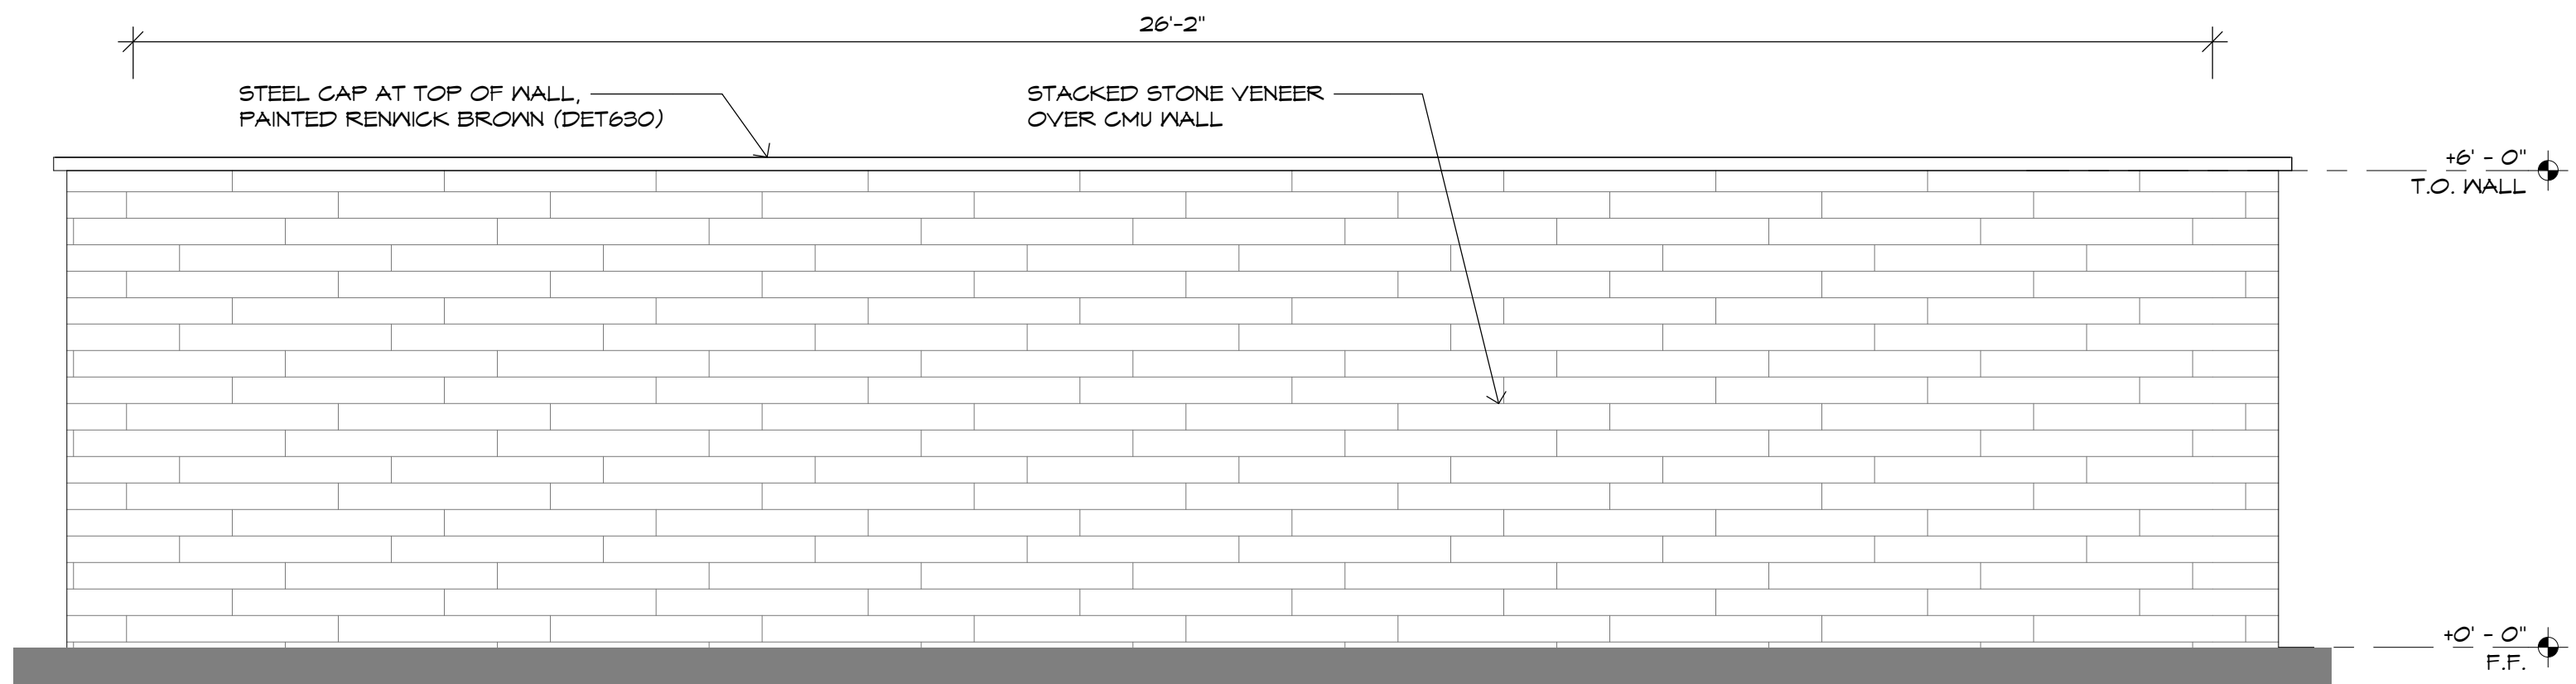 26'-2"
STEEL CAP AT TOP OF WALL,
PAINTED RENWICK BROWN (DET630)
STACKED STONE VENEER
OVER CMU WALL
+6' - 0"
T.O. WALL
+0' - 0"
F.F.